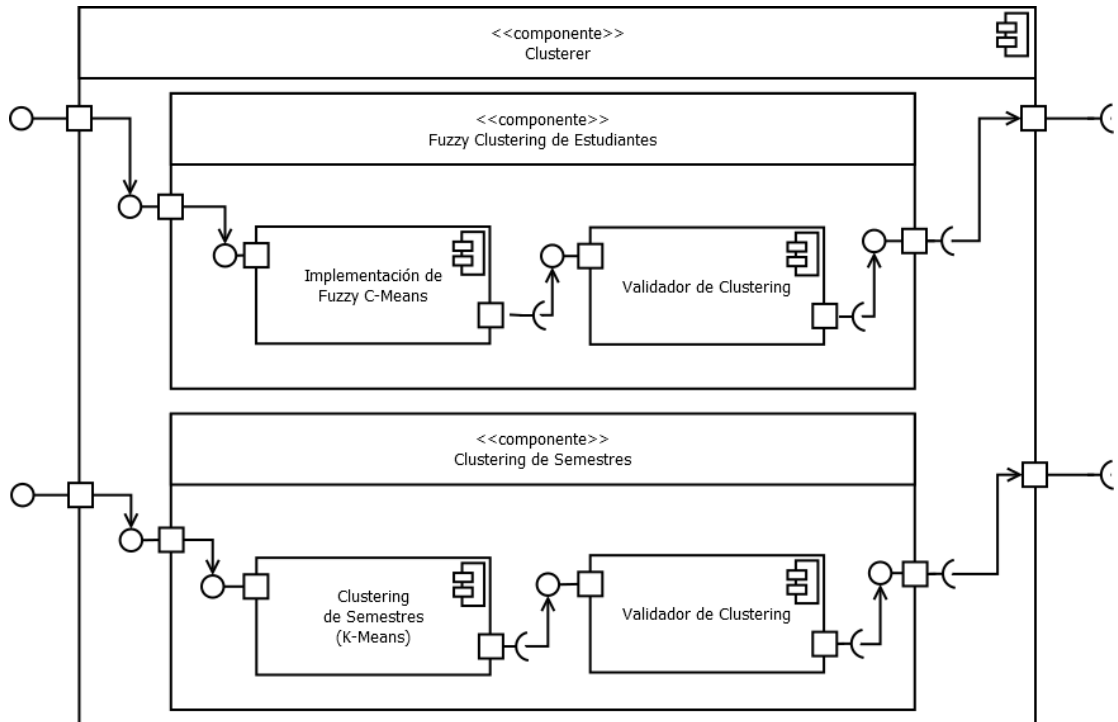 <<componente>>
Clusterer
<<componente>>
Fuzzy Clustering de Estudiantes
Implementación de
Fuzzy C-Means
Validador de Clustering
<<componente>>
Clustering de Semestres
Clustering
de Semestres
(K-Means)
Validador de Clustering